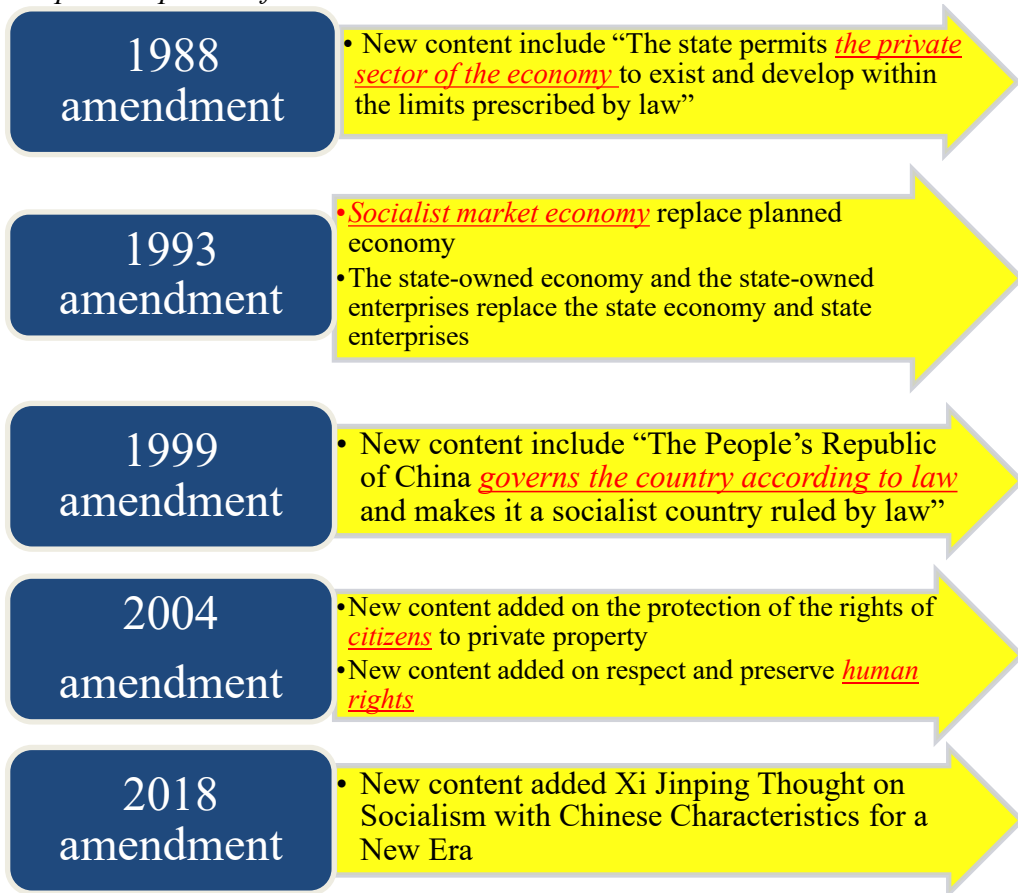 1988
amendment
• New content include “The state permits the private
sector of the economy to exist and develop within
the limits prescribed by law”
1993
amendment
•Socialist market economy replace planned
economy
•The state-owned economy and the state-owned
enterprises replace the state economy and state
enterprises
1999
amendment
• New content include “The People’s Republic
of China governs the country according to law
and makes it a socialist country ruled by law”
2004
amendment
•New content added on the protection of the rights of
citizens to private property
•New content added on respect and preserve human
rights
2018
amendment
• New content added Xi Jinping Thought on
Socialism with Chinese Characteristics for a
New Era